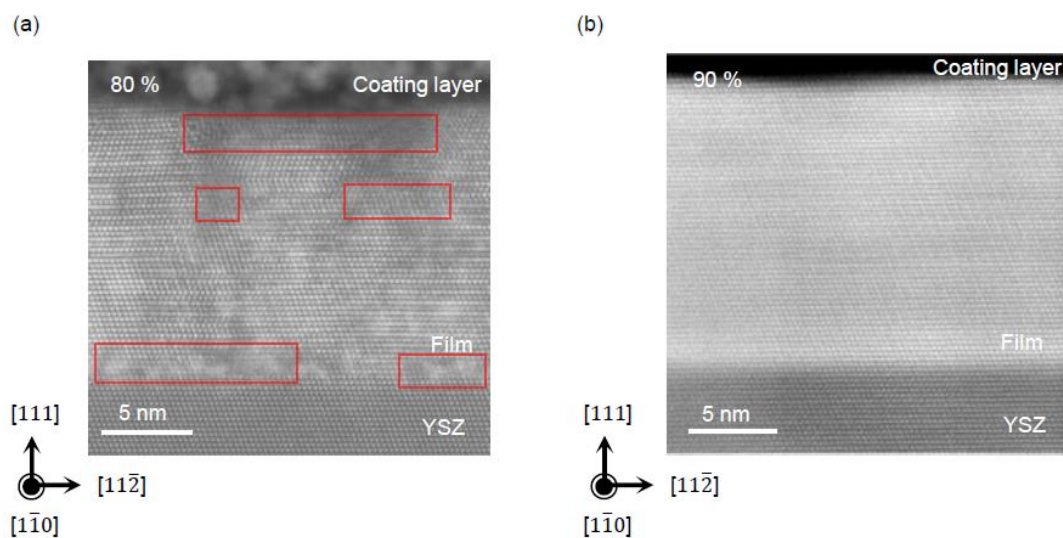 (a)
80 %
Coating layer
Film
5 nm
YSZ
[111]
[112̄]
[11̄0]
(b)
90 %
Coating layer
Film
5 nm
YSZ
[111]
[112̄]
[11̄0]